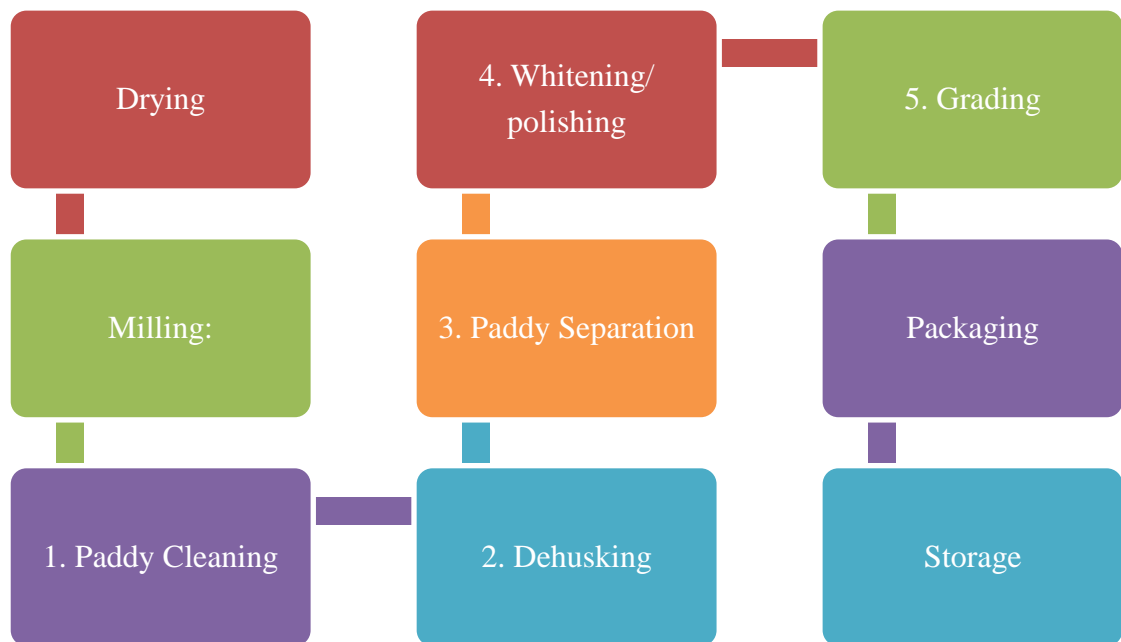 Drying
Milling:
1. Paddy Cleaning
2. Dehusking
3. Paddy Separation
4. Whitening/
polishing
5. Grading
Packaging
Storage